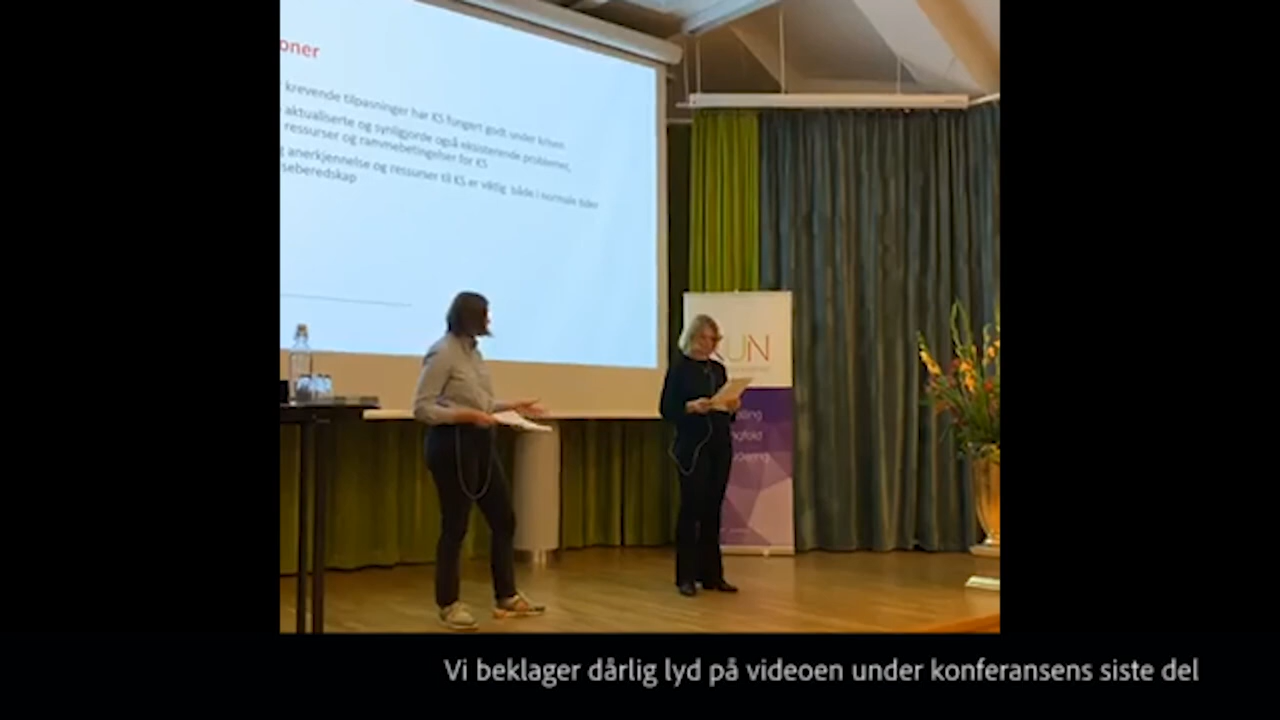 oner
krevende tilpasninger har KS fungert godt under krisen
aktualiserte og synliggjorde også eksisterende problemer,
ressurser og rammebetingelser for KS
g anerkjennelse og ressurser til KS er viktig både i normale tider
seberedskap
UN
Vi beklager dårlig lyd på videoen under konferansens siste del